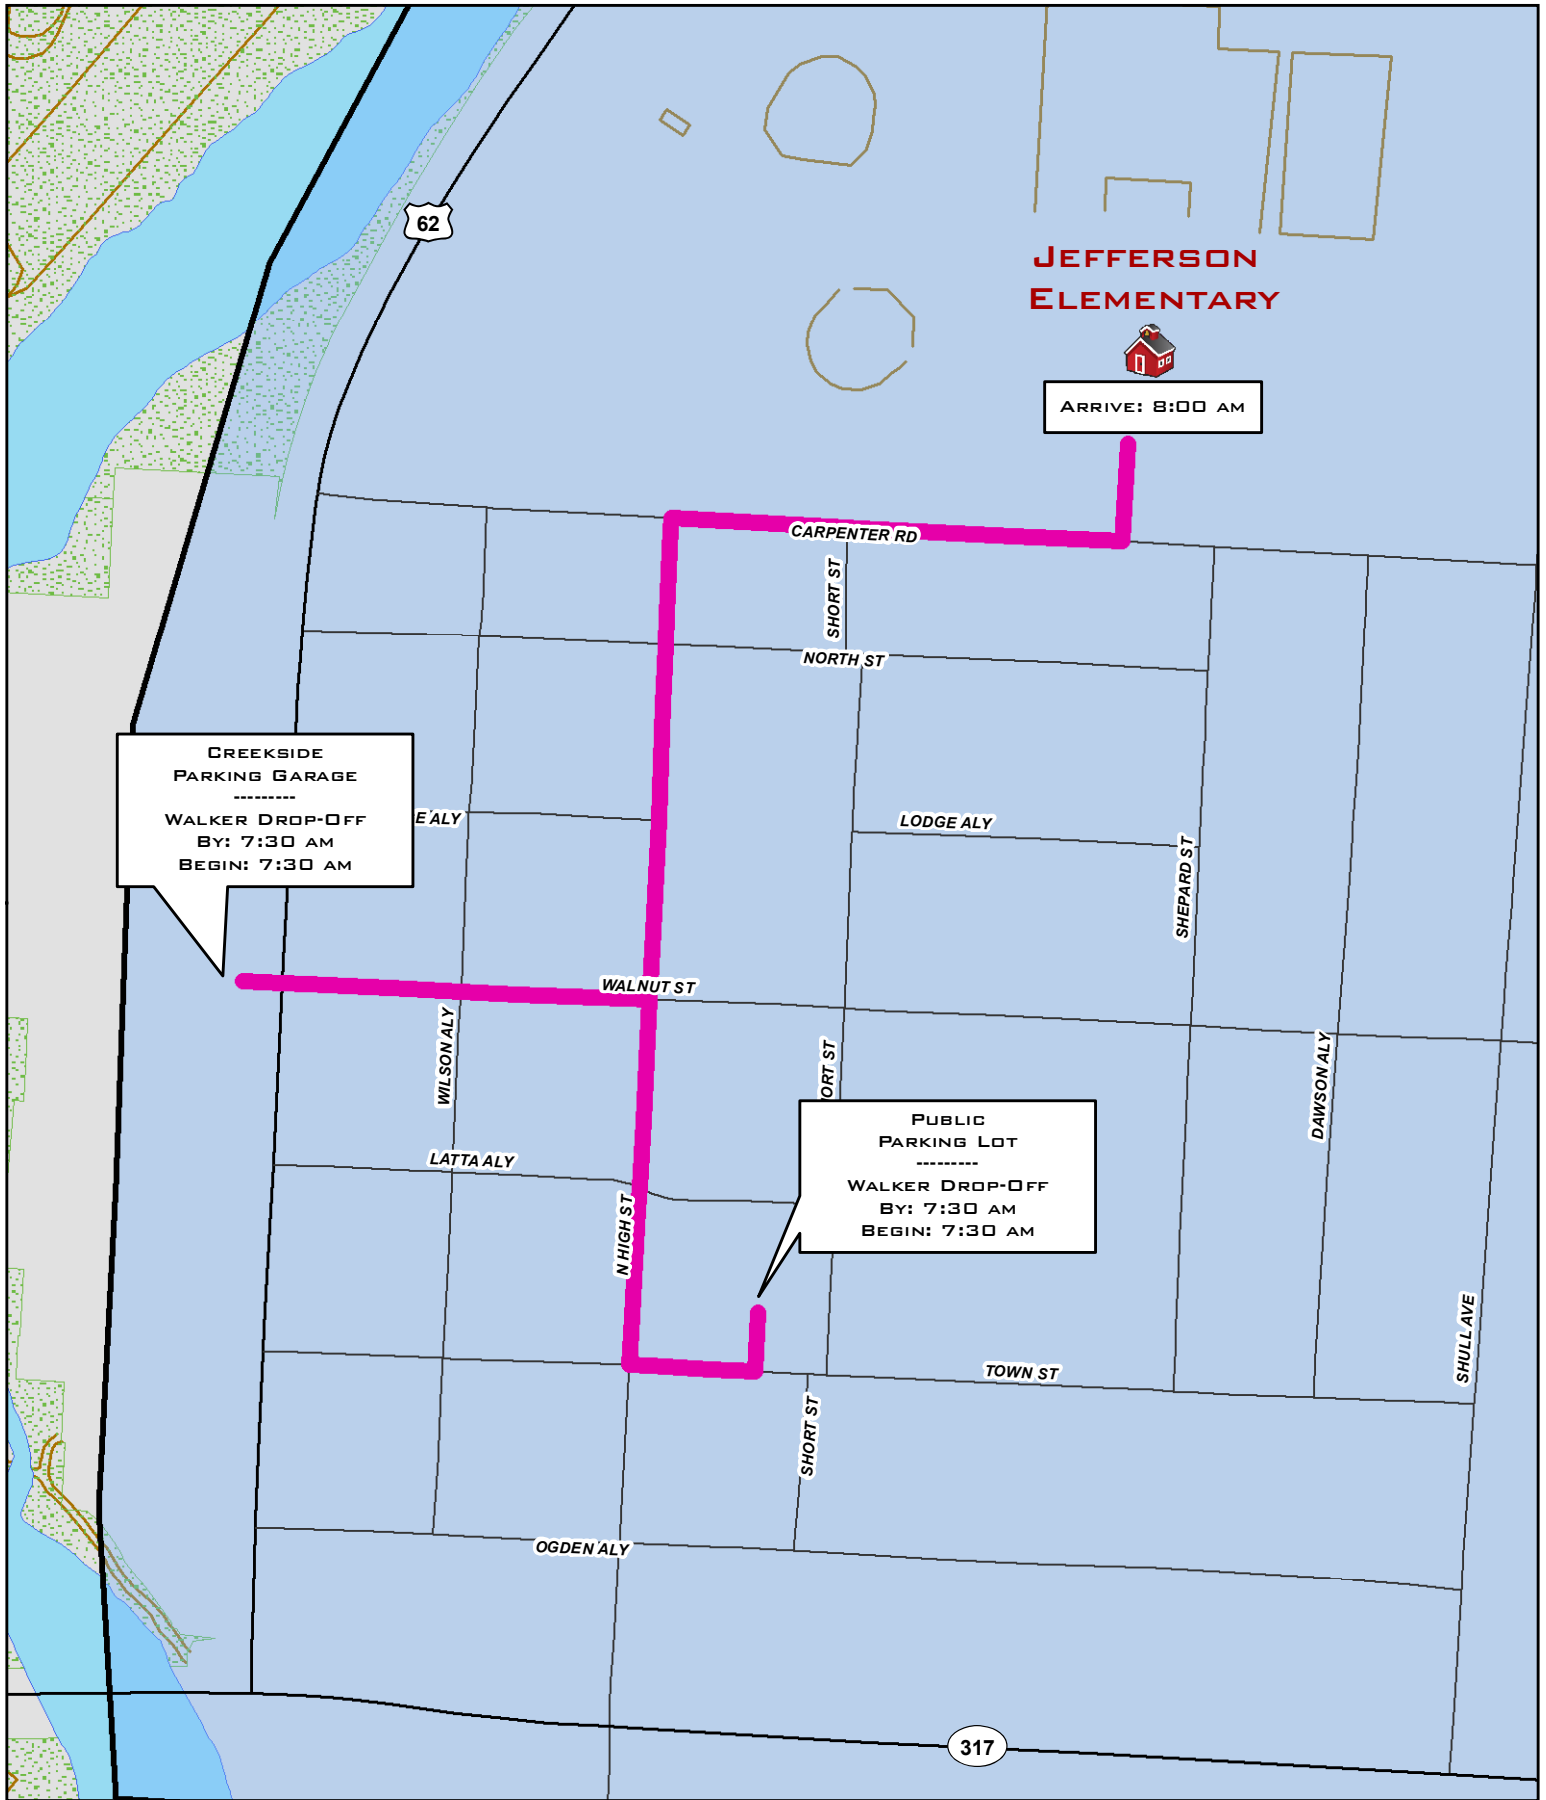 62
JEFFERSON
ELEMENTARY
ARRIVE: 8:00 AM
CARPENTER RD
SHORT ST
NORTH ST
CREEKSIDE
PARKING GARAGE
---------
WALKER DROP-OFF
BY: 7:30 AM
BEGIN: 7:30 AM
E ALY
LODGE ALY
SHEPARD ST
WALNUT ST
WILSON ALY
ORT ST
DAWSON ALY
PUBLIC
PARKING LOT
---------
WALKER DROP-OFF
BY: 7:30 AM
BEGIN: 7:30 AM
LATTA ALY
N HIGH ST
SHULL AVE
TOWN ST
SHORT ST
OGDEN ALY
317